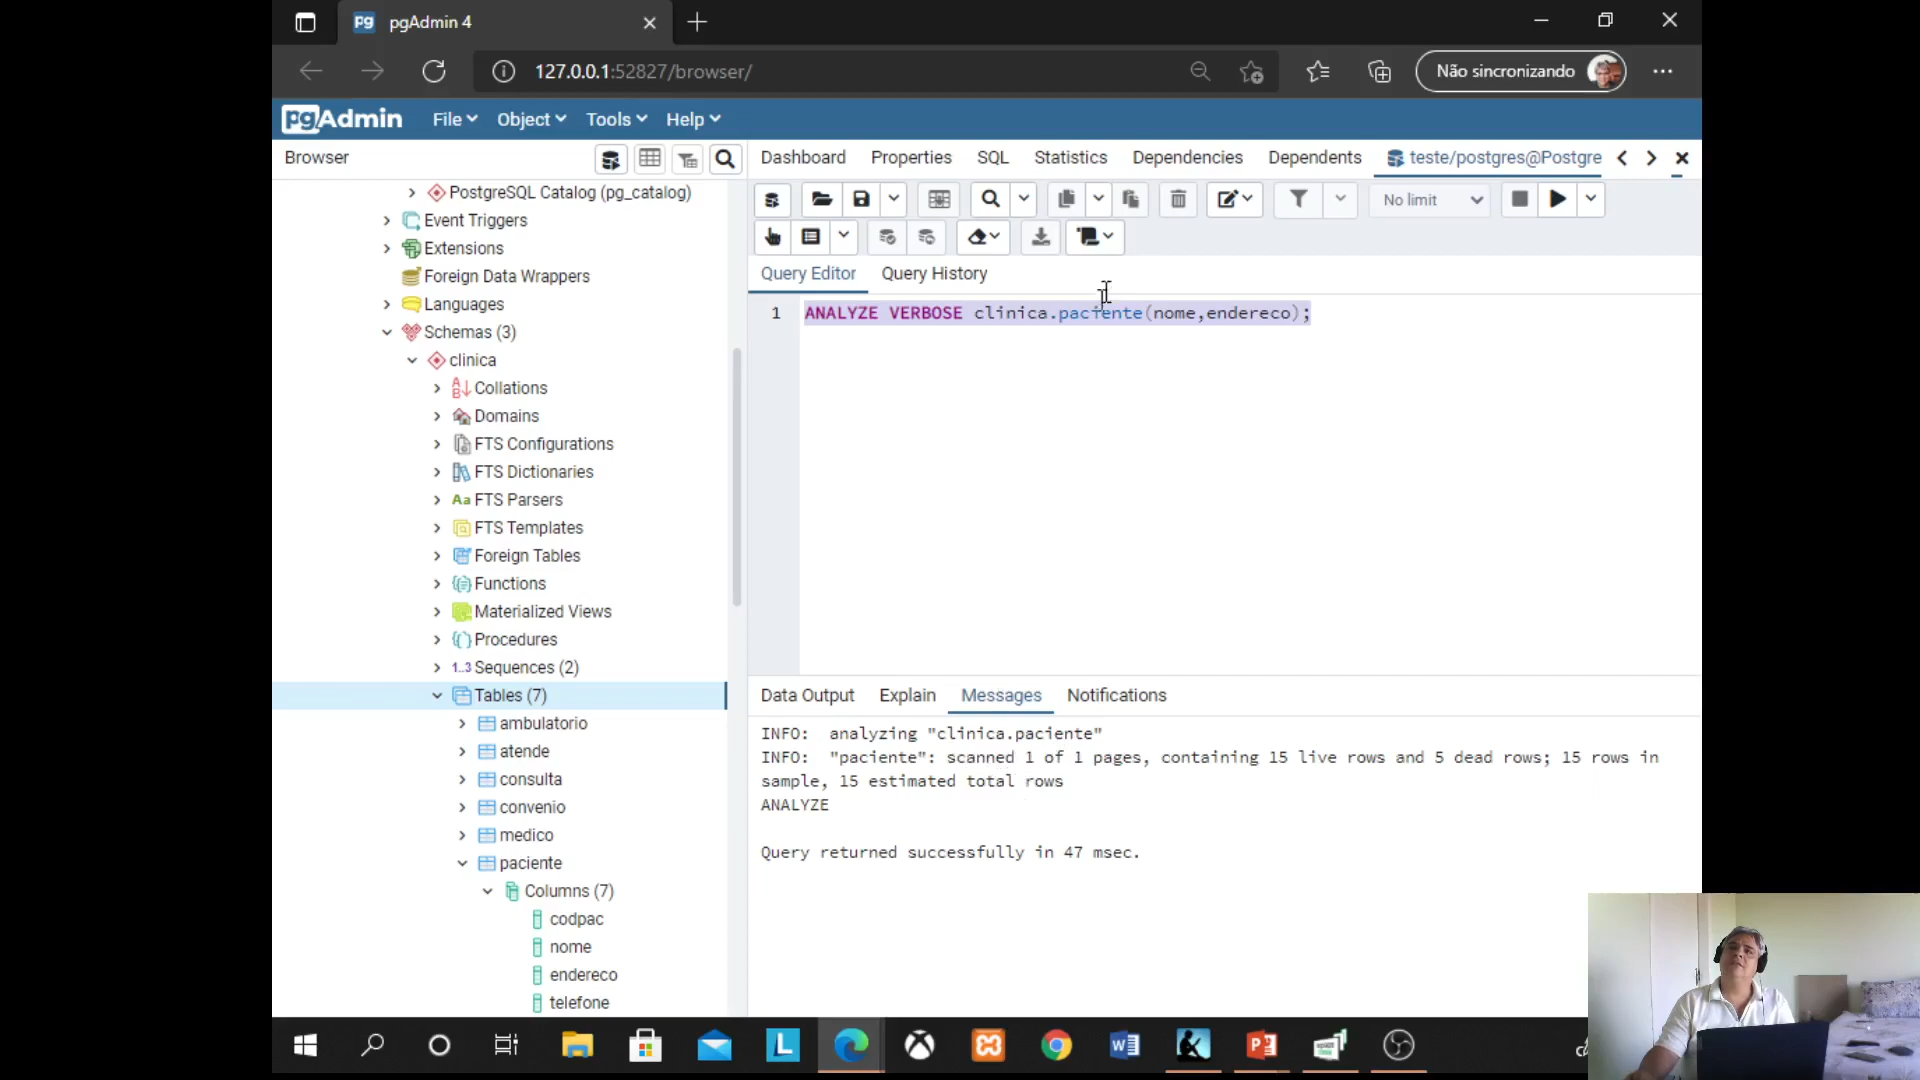 pgAdmin 4
127.0.0.1:52827/browser/
Não sincronizando
pgAdmin File Object Tools Help
Browser
Dashboard Properties SQL Statistics Dependencies Dependents teste/postgres@Postgre
PostgreSQL Catalog (pg_catalog)
Event Triggers
Extensions
Foreign Data Wrappers
Languages
Schemas (3)
clinica
Collations
Domains
FTS Configurations
FTS Dictionaries
Aa FTS Parsers
FTS Templates
Foreign Tables
Functions
Materialized Views
Procedures
1..3 Sequences (2)
Tables (7)
ambulatorio
atende
consulta
convenio
medico
paciente
Columns (7)
codpac
nome
endereco
telefone
No limit
Query Editor Query History
1 ANALYZE VERBOSE clinica.paciente(nome,endereco);
Data Output Explain Messages Notifications
INFO: analyzing "clinica.paciente"
INFO: "paciente": scanned 1 of 1 pages, containing 15 live rows and 5 dead rows; 15 rows in
sample, 15 estimated total rows
ANALYZE
Query returned successfully in 47 msec.